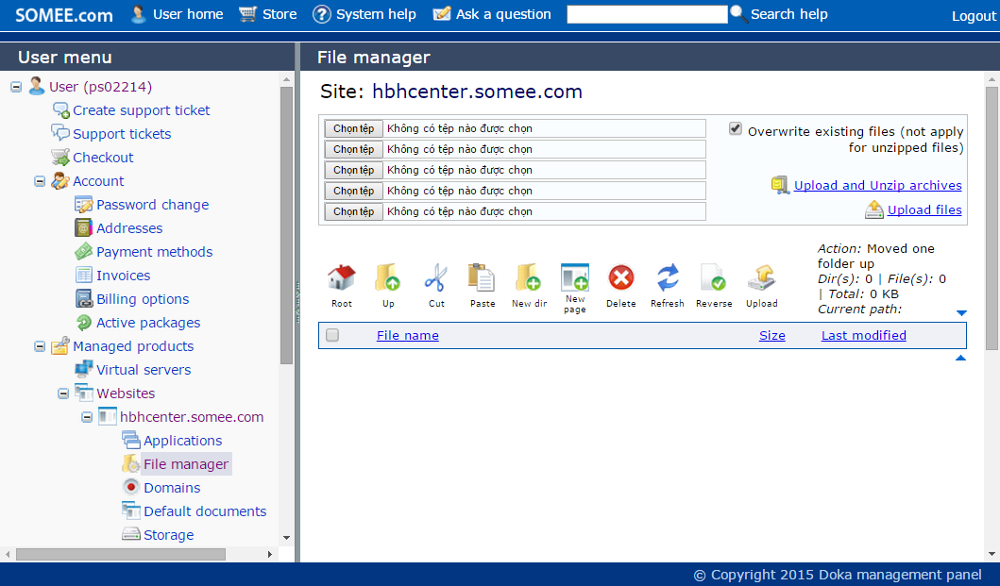 SOMEE.com User home Store System help Ask a question Search help Logout
User menu
User (ps02214)
Create support ticket
Support tickets
Checkout
Account
Password change
Addresses
Payment methods
Invoices
Billing options
Active packages
Managed products
Virtual servers
Websites
hbhcenter.somee.com
Applications
File manager
Domains
Default documents
Storage
File manager
Site: hbhcenter.somee.com
Chọn tệp Không có tệp nào được chọn
Chọn tệp Không có tệp nào được chọn
Chọn tệp Không có tệp nào được chọn
Chọn tệp Không có tệp nào được chọn
Chọn tệp Không có tệp nào được chọn
Overwrite existing files (not apply
for unzipped files)
Upload and Unzip archives
Upload files
Root Up Cut Paste New dir New
page Delete Refresh Reverse Upload
Action: Moved one
folder up
Dir(s): 0 | File(s): 0
| Total: 0 KB
Current path:
File name Size Last modified
© Copyright 2015 Doka management panel